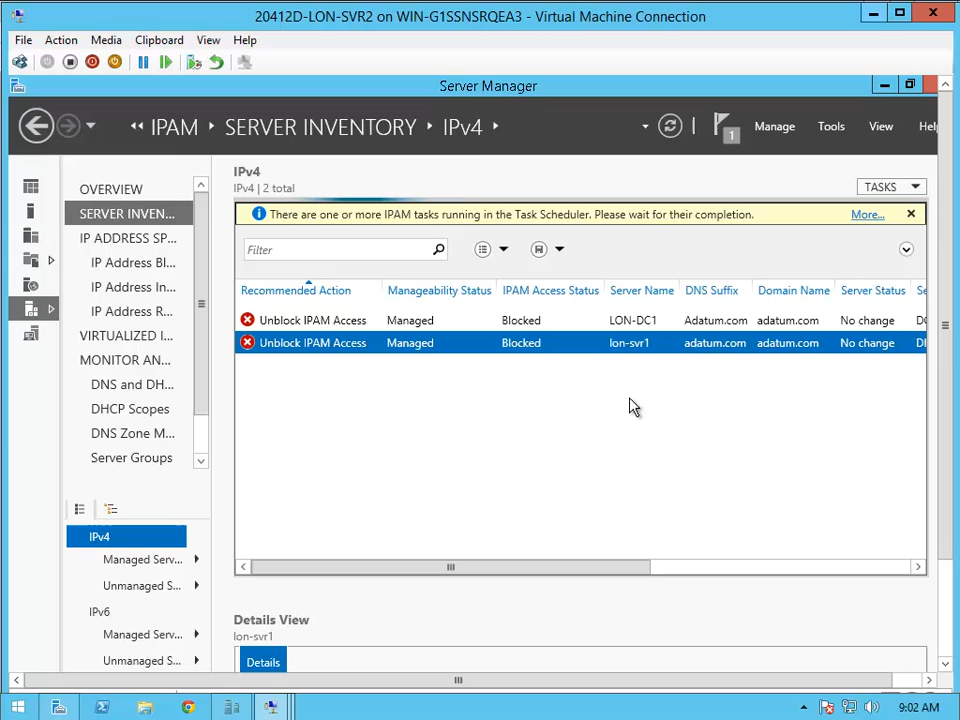 20412D-LON-SVR2 on WIN-G1SSNSRQEA3 - Virtual Machine Connection
File Action Media Clipboard View Help
Server Manager
IPAM SERVER INVENTORY IPv4
1 Manage Tools View Help
OVERVIEW
SERVER INVEN...
IP ADDRESS SP...
IP Address Bl...
IP Address In...
IP Address R...
VIRTUALIZED I...
MONITOR AN...
DNS and DH...
DHCP Scopes
DNS Zone M...
Server Groups
IPv4
Managed Serv...
Unmanaged S...
IPv6
Managed Serv...
Unmanaged S...
IPv4
IPv4 | 2 total
TASKS
There are one or more IPAM tasks running in the Task Scheduler. Please wait for their completion. More...
Filter
Recommended Action Manageability Status IPAM Access Status Server Name DNS Suffix Domain Name Server Status Se
Unblock IPAM Access Managed Blocked LON-DC1 Adatum.com adatum.com No change DC
Unblock IPAM Access Managed Blocked lon-svr1 adatum.com adatum.com No change
Details View
lon-svr1
Details
9:02 AM